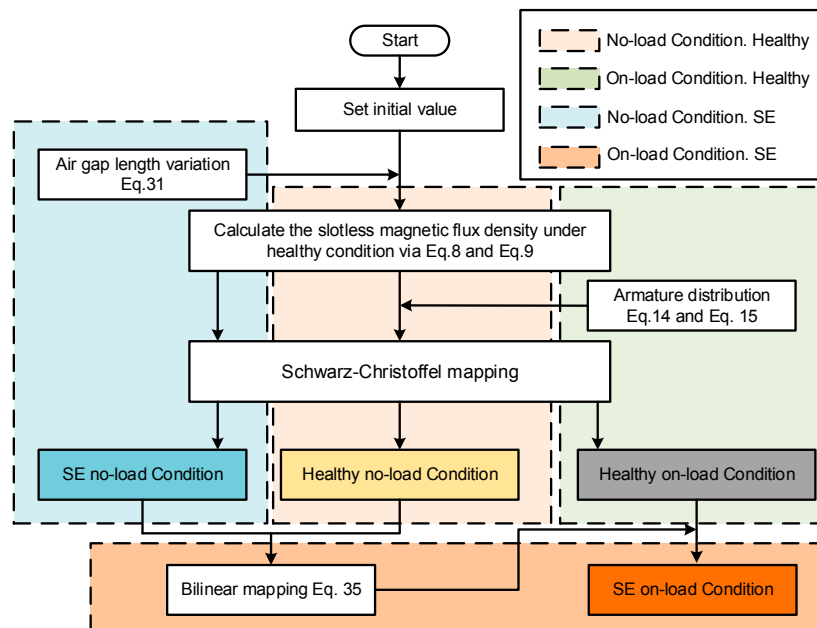 Start
No-load Condition. Healthy
On-load Condition. Healthy
No-load Condition. SE
On-load Condition. SE
Set initial value
Air gap length variation
Eq.31
Calculate the slotless magnetic flux density under
healthy condition via Eq.8 and Eq.9
Armature distribution
Eq.14 and Eq. 15
Schwarz-Christoffel mapping
SE no-load Condition
Healthy no-load Condition
Healthy on-load Condition
Bilinear mapping Eq. 35
SE on-load Condition